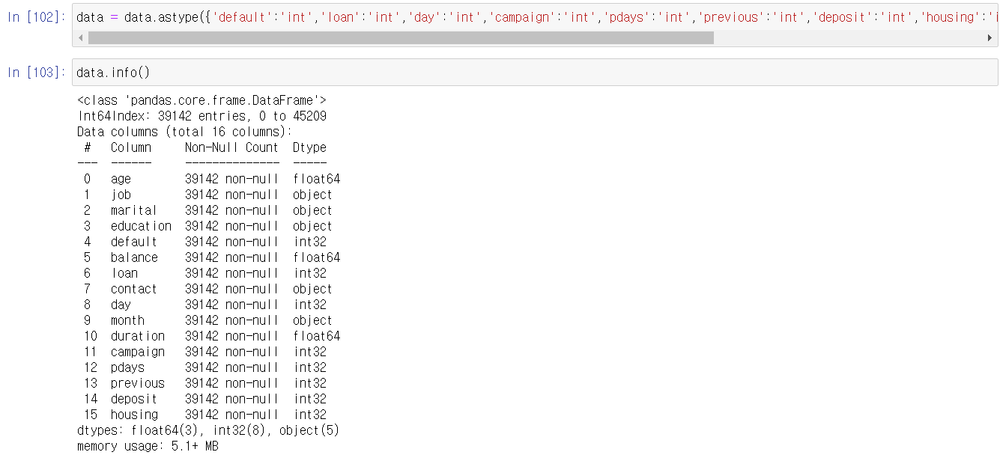 In [102]: data = data.astype({'default':'int','loan':'int','day':'int','campaign':'int','pdays':'int','previous':'int','deposit':'int','housing':'i
In [103]: data.info()
<class 'pandas.core.frame.DataFrame'>
Int64Index: 39142 entries, 0 to 45209
Data columns (total 16 columns):
 #   Column     Non-Null Count  Dtype
---  ------     --------------  -----
 0   age        39142 non-null  float64
 1   job        39142 non-null  object
 2   marital    39142 non-null  object
 3   education  39142 non-null  object
 4   default    39142 non-null  int32
 5   balance    39142 non-null  float64
 6   loan       39142 non-null  int32
 7   contact    39142 non-null  object
 8   day        39142 non-null  int32
 9   month      39142 non-null  object
 10  duration   39142 non-null  float64
 11  campaign   39142 non-null  int32
 12  pdays      39142 non-null  int32
 13  previous   39142 non-null  int32
 14  deposit    39142 non-null  int32
 15  housing    39142 non-null  int32
dtypes: float64(3), int32(8), object(5)
memory usage: 5.1+ MB